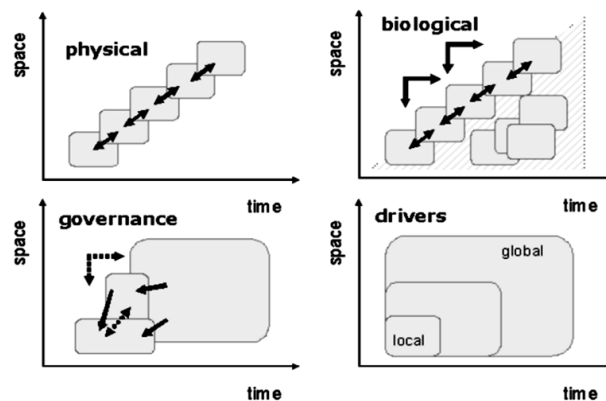 physical
space
time
biological
space
time
governance
space
time
drivers
space
global
local
time